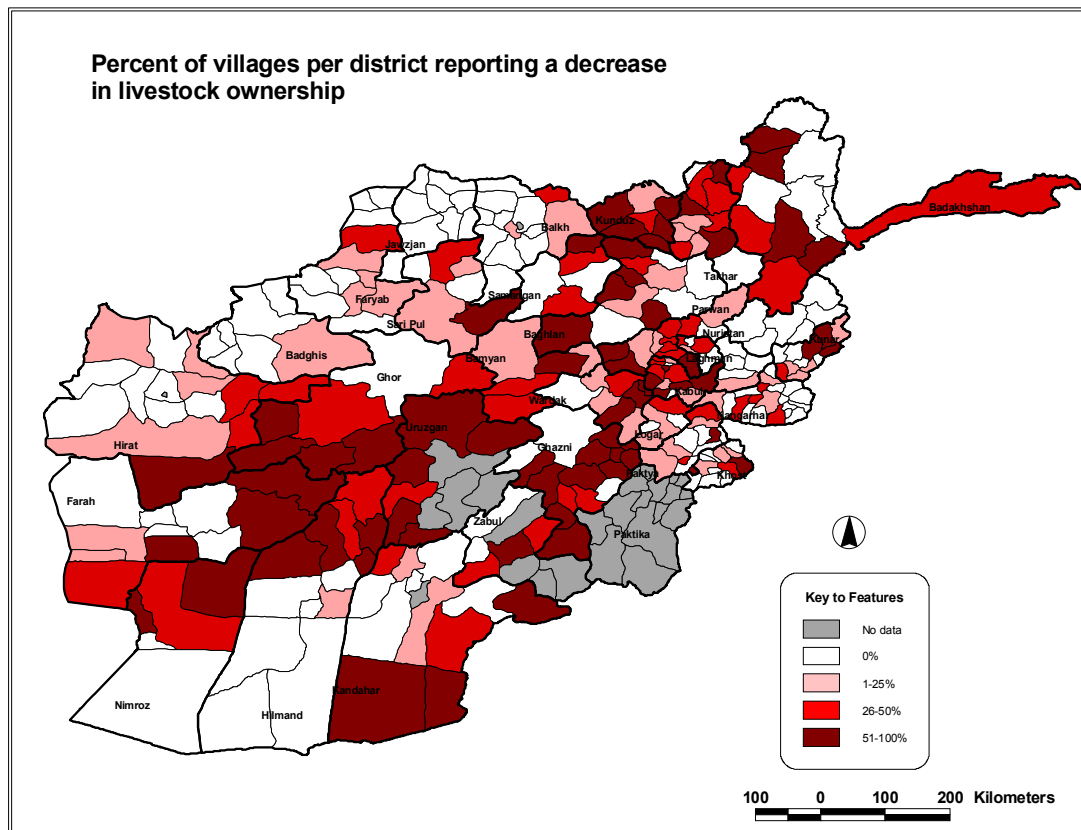 Percent of villages per district reporting a decrease
in livestock ownership
Badakhshan
Kunduz
Balkh
Jawzjan
Takhar
Samangan
Faryab
Parwan
Sari Pul
Nuristan
Baghlan
Kunar
Badghis
Bamyan
Laghman
Ghor
Kabul
Wardak
Nangarhar
Uruzgan
Logar
Hirat
Ghazni
Paktya
Khost
Farah
Zabul
Paktika
Kandahar
Nimroz
Hilmand
Key to Features
No data
0%
1-25%
26-50%
51-100%
100 0 100 200 Kilometers